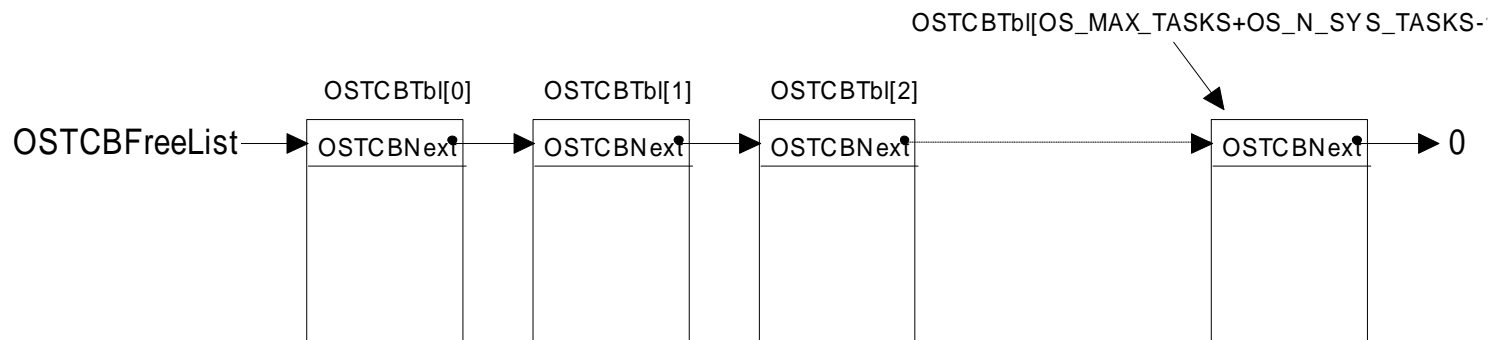 OSTCBTbl[OS_MAX_TASKS+OS_N_SYS_TASKS-
OSTCBTbl[0] OSTCBTbl[1] OSTCBTbl[2]
OSTCBFreeList OSTCBNext OSTCBNext OSTCBNext OSTCBNext 0